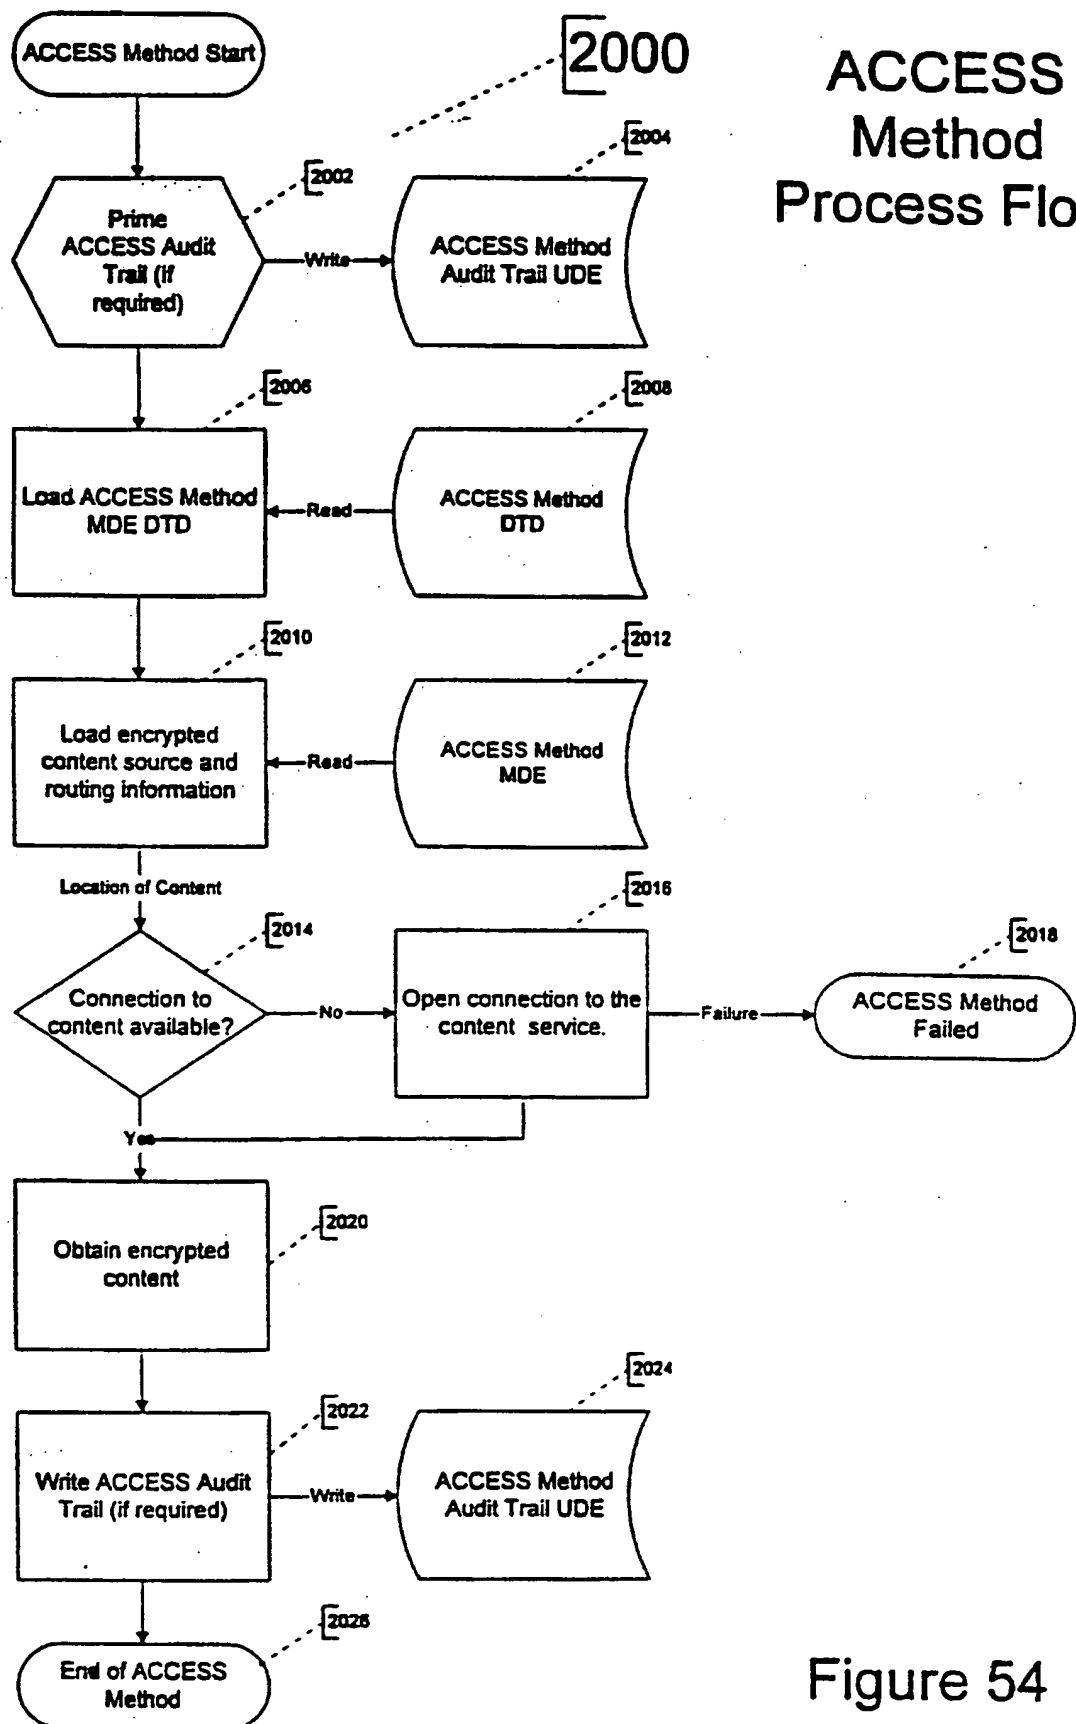 ACCESS Method Start
2000
ACCESS
Method
Process Flo
2002
2004
Prime
ACCESS Audit
Trail (if
required)
Write
ACCESS Method
Audit Trail UDE
2006
2008
Load ACCESS Method
MDE DTD
Read
ACCESS Method
DTD
2010
2012
Load encrypted
content source and
routing information
Read
ACCESS Method
MDE
Location of Content
2014
2016
2018
Connection to
content available?
No
Open connection to the
content service.
Failure
ACCESS Method
Failed
Yes
2020
Obtain encrypted
content
2022
2024
Write ACCESS Audit
Trail (if required)
Write
ACCESS Method
Audit Trail UDE
2026
End of ACCESS
Method
Figure 54